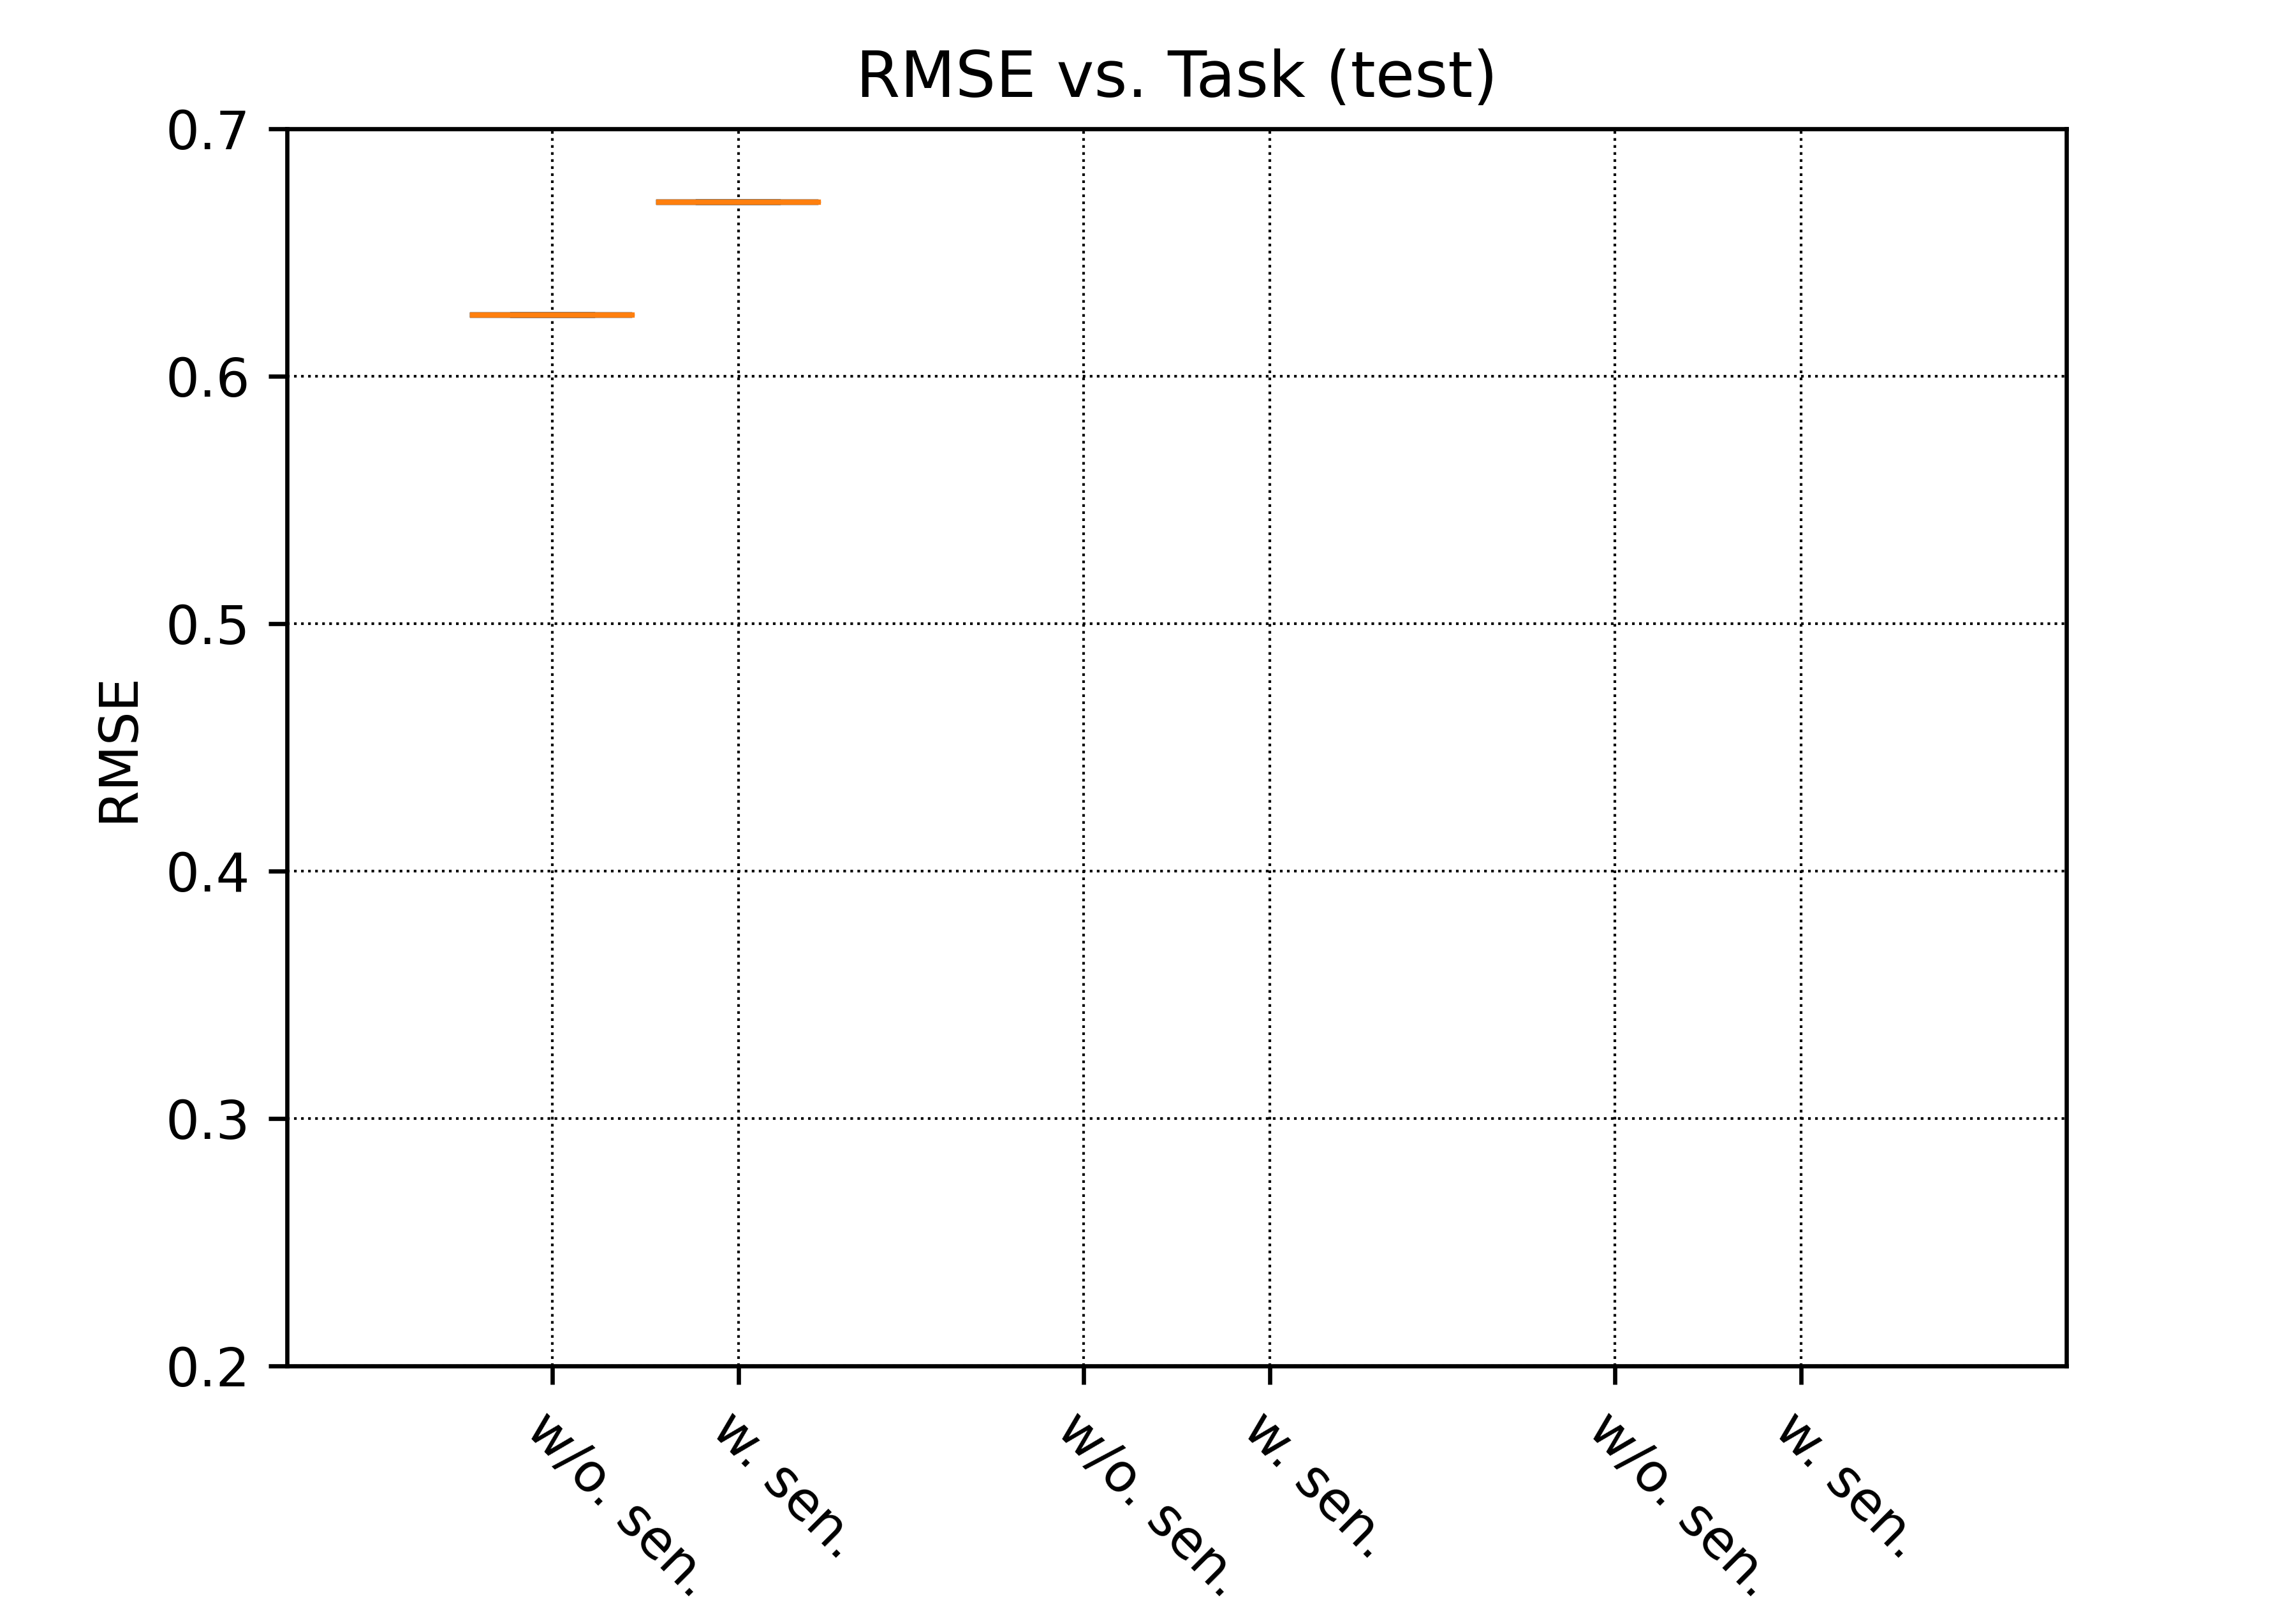 RMSE vs. Task (test)
0.7
0.6
0.5
0.4
0.3
0.2
RMSE
w/o. sen.
w. sen.
w/o. sen.
w. sen.
w/o. sen.
w. sen.